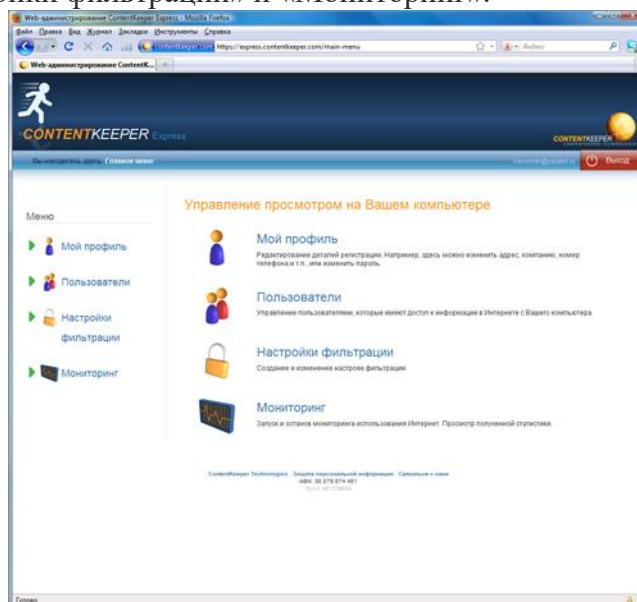 ки фильтрации» и «Мониторинг».
Web-администрирование ContentKeeper Express - Mozilla Firefox
Файл Правка Вид Журнал Закладки Инструменты Справка
contentkeeper.com https://express.contentkeeper.com/main-menu
Яндекс
Web-администрирование ContentK...
CONTENTKEEPER Express
CONTENTKEEPER
Вы находитесь здесь: Главное меню
Выход
Управление просмотром на Вашем компьютере
Меню
Мой профиль
Пользователи
Настройки
фильтрации
Мониторинг
Мой профиль
Редактирование деталей регистрации. Например, здесь можно изменить адрес, компанию, номер
телефона и т.п., или изменить пароль.
Пользователи
Управление пользователями, которые имеют доступ к информации в Интернете с Вашего компьютера.
Настройки фильтрации
Создание и изменение настроек фильтрации.
Мониторинг
Запуск и останов мониторинга использования Интернет. Просмотр полученной статистики.
ContentKeeper Technologies Защита персональной информации Связаться с нами
Готово